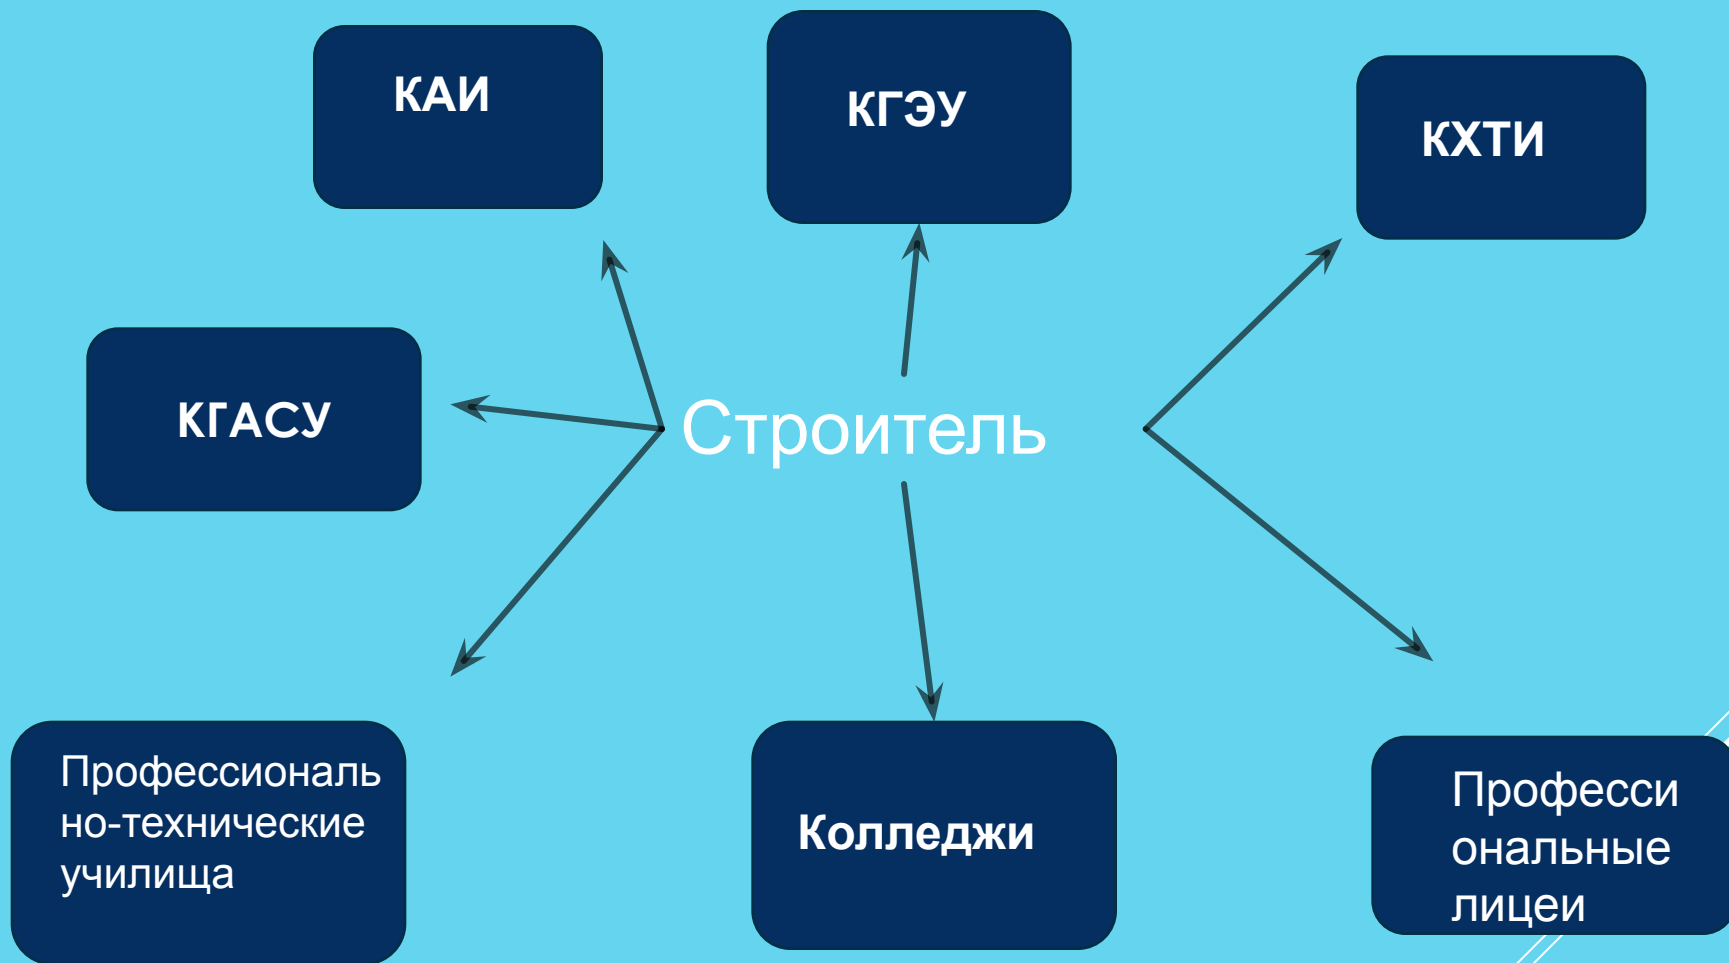 КАИ
КГЭУ
КХТИ
КГАСУ
Строитель
Профессиональ
но-технические
училища
Колледжи
Професси
ональные
лицеи